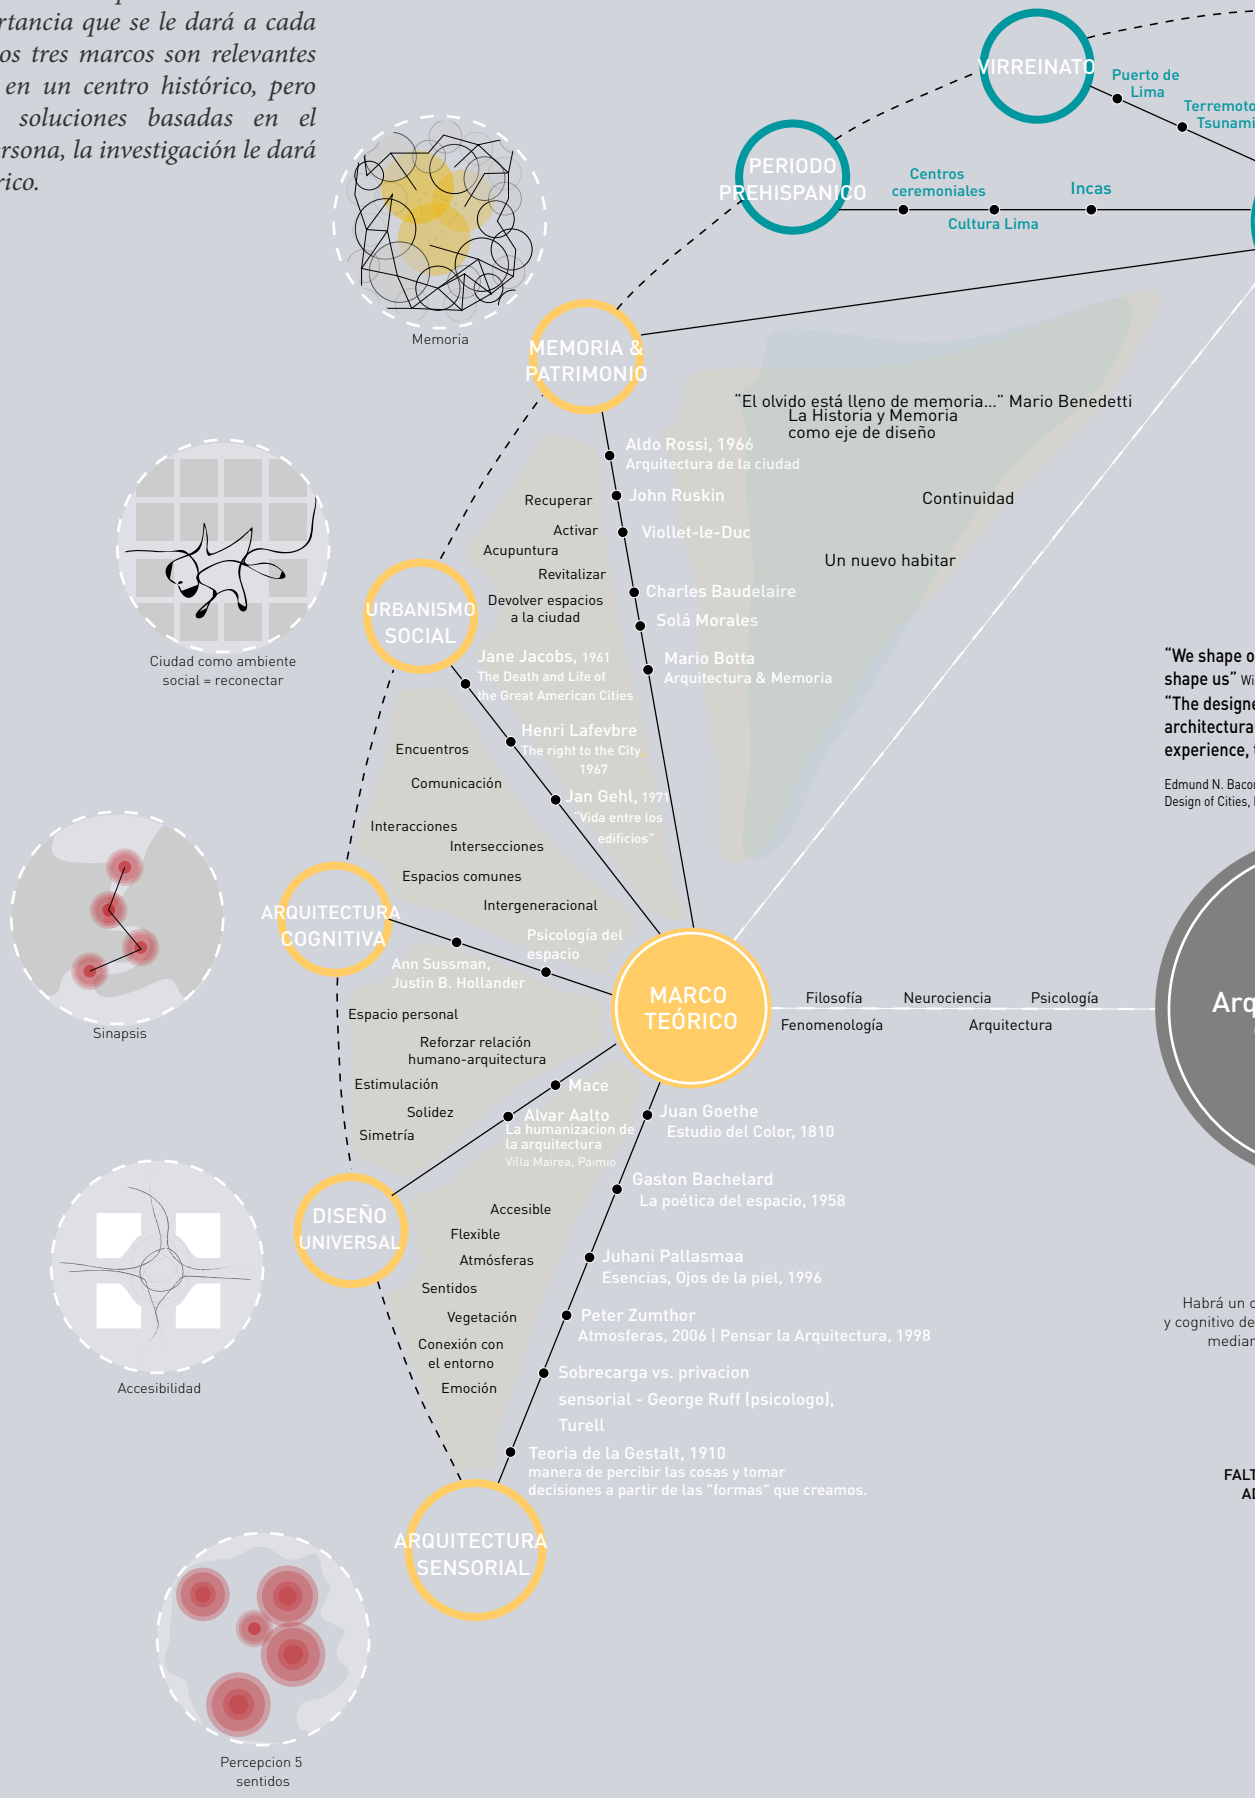 ortancia que se le dará a cada
os tres marcos son relevantes
en un centro histórico, pero
soluciones basadas en el
ersona, la investigación le dará
rico.
VIRREINATO
Puerto de
Lima
Terremoto
Tsunami
PERIODO
PREHISPANICO
Centros
ceremoniales
Incas
Cultura Lima
Memoria
MEMORIA &
PATRIMONIO
“El olvido está lleno de memoria...” Mario Benedetti
La Historia y Memoria
como eje de diseño
Continuidad
Un nuevo habitar
Aldo Rossi, 1966
Arquitectura de la ciudad
John Ruskin
Viollet-le-Duc
Charles Baudelaire
Solá Morales
Mario Botta
Arquitectura & Memoria
Recuperar
Activar
Acupuntura
Revitalizar
Devolver espacios
a la ciudad
Ciudad como ambiente
social = reconectar
URBANISMO
SOCIAL
Jane Jacobs, 1961
The Death and Life of
the Great American Cities
Henri Lafevbre
The right to the City
1967
Jan Gehl, 1971
"Vida entre los
edificios"
Encuentros
Comunicación
Interacciones
Intersecciones
Espacios comunes
Intergeneracional
“We shape o
shape us” Wi
“The designe
architectura
experience, t
Edmund N. Bacon
Design of Cities,
Sinapsis
ARQUITECTURA
COGNITIVA
Psicología del
espacio
Ann Sussman,
Justin B. Hollander
Espacio personal
Reforzar relación
humano-arquitectura
Estimulación
Solidez
Simetría
MARCO
TEÓRICO
Filosofía
Neurociencia
Psicología
Fenomenología
Arquitectura
Arq
Mace
Alvar Aalto
La humanizacion de
la arquitectura
Villa Mairea, Paimio
Accesibilidad
DISEÑO
UNIVERSAL
Accesible
Flexible
Atmósferas
Sentidos
Vegetación
Conexión con
el entorno
Emoción
Juan Goethe
Estudio del Color, 1810
Gaston Bachelard
La poética del espacio, 1958
Juhani Pallasmaa
Esencias, Ojos de la piel, 1996
Peter Zumthor
Atmosferas, 2006 | Pensar la Arquitectura, 1998
Sobrecarga vs. privacion
sensorial - George Ruff (psicologo),
Turell
Teoria de la Gestalt, 1910
manera de percibir las cosas y tomar
decisiones a partir de las "formas" que creamos.
Habrá un c
y cognitivo de
median
FALT
AD
ARQUITECTURA
SENSORIAL
Percepcion 5
sentidos